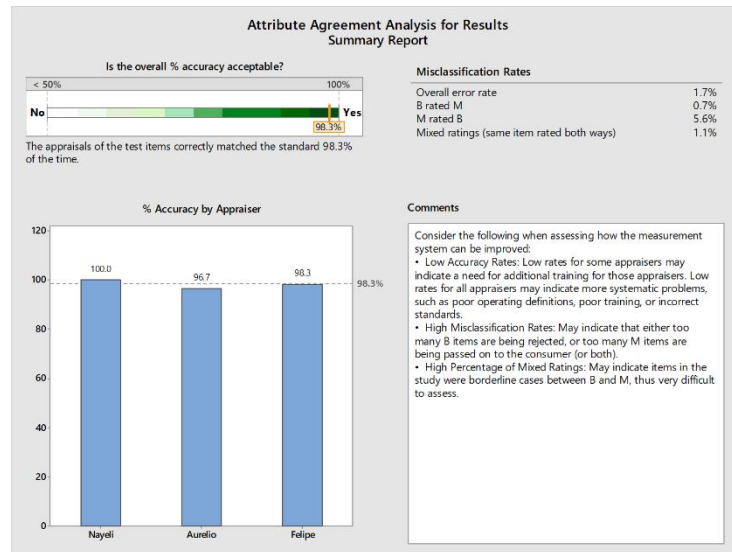 Attribute Agreement Analysis for Results
Summary Report
Is the overall % accuracy acceptable?
< 50%
100%
No
Yes
98.3%
The appraisals of the test items correctly matched the standard 98.3%
of the time.
Misclassification Rates
Overall error rate 1.7%
B rated M 0.7%
M rated B 5.6%
Mixed ratings (same item rated both ways) 1.1%
% Accuracy by Appraiser
120
100
80
60
40
20
0
100.0
96.7
98.3
98.3%
Nayeli
Aurelio
Felipe
Comments
Consider the following when assessing how the measurement
system can be improved:
• Low Accuracy Rates: Low rates for some appraisers may
indicate a need for additional training for those appraisers. Low
rates for all appraisers may indicate more systematic problems,
such as poor operating definitions, poor training, or incorrect
standards.
• High Misclassification Rates: May indicate that either too
many B items are being rejected, or too many M items are
being passed on to the consumer (or both).
• High Percentage of Mixed Ratings: May indicate items in the
study were borderline cases between B and M, thus very difficult
to assess.